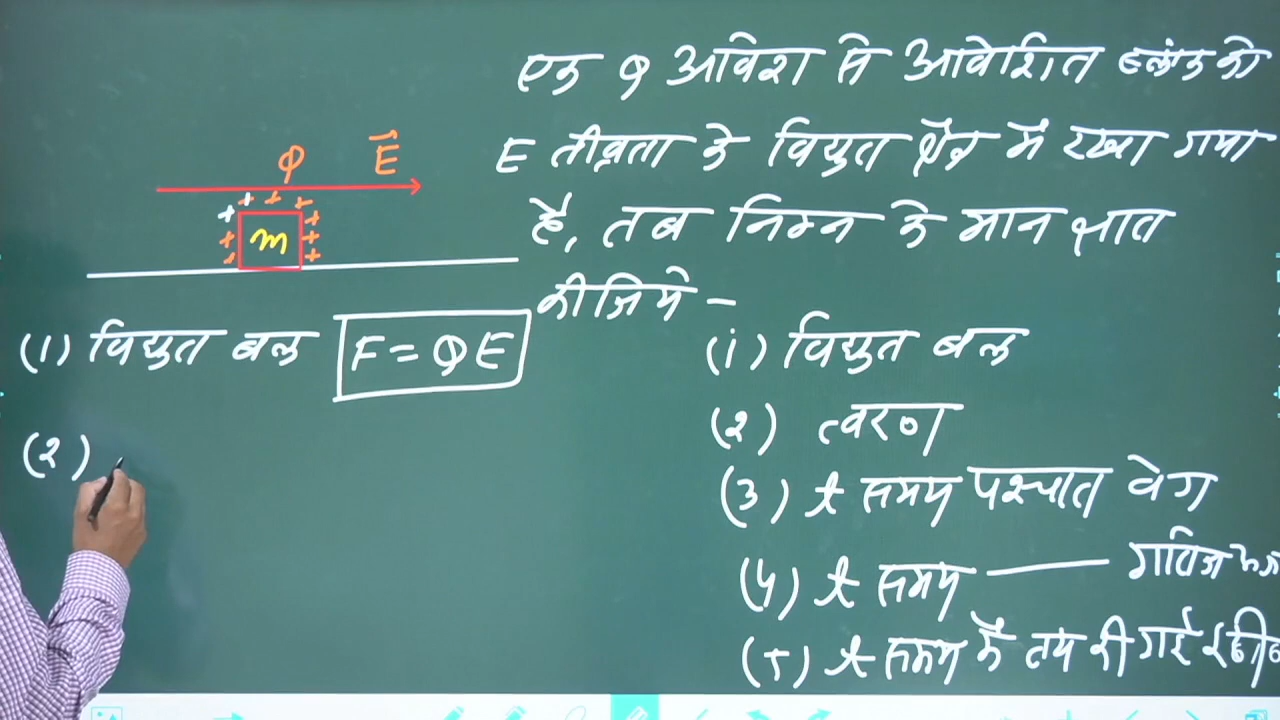 एक Q आवेश से आवेशित ब्लॉक को
E तीव्रता के विद्युत क्षेत्र में रखा गया
है, तब निम्न के मान ज्ञात
कीजिये -
Q E
m
(1) विद्युत बल F = QE
(2)
(i) विद्युत बल
(2) त्वरण
(3) t समय पश्चात वेग
(4) t समय ——— गतिज
(5) t समय में तय की गई